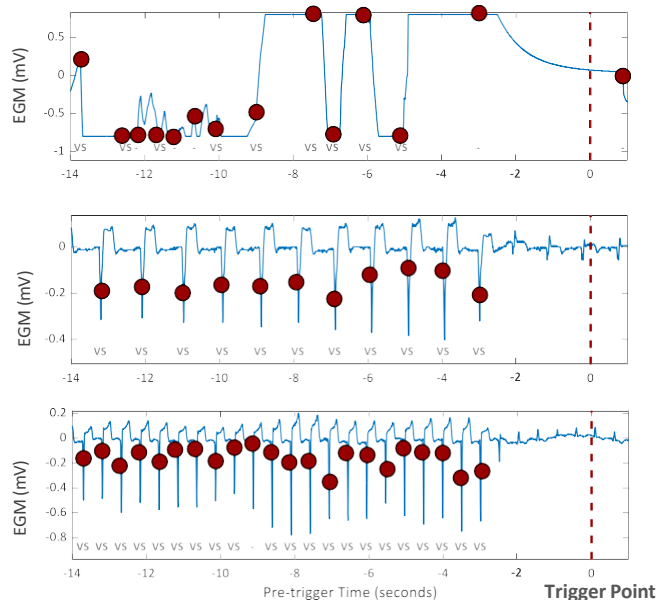 EGM (mV)
0.5
0
-0.5
-1
VS VS - VS - - VS VS VS VS VS - -
-14 -12 -10 -8 -6 -4 -2 0
EGM (mV)
0
-0.2
-0.4
VS VS VS VS VS VS VS VS VS VS VS
-14 -12 -10 -8 -6 -4 -2 0
EGM (mV)
0.2
0
-0.2
-0.4
-0.6
-0.8
VS VS VS VS VS VS VS VS VS - VS VS VS VS VS VS VS VS VS VS VS VS
-14 -12 -10 -8 -6 -4 -2 0
Pre-trigger Time (seconds)
Trigger Point